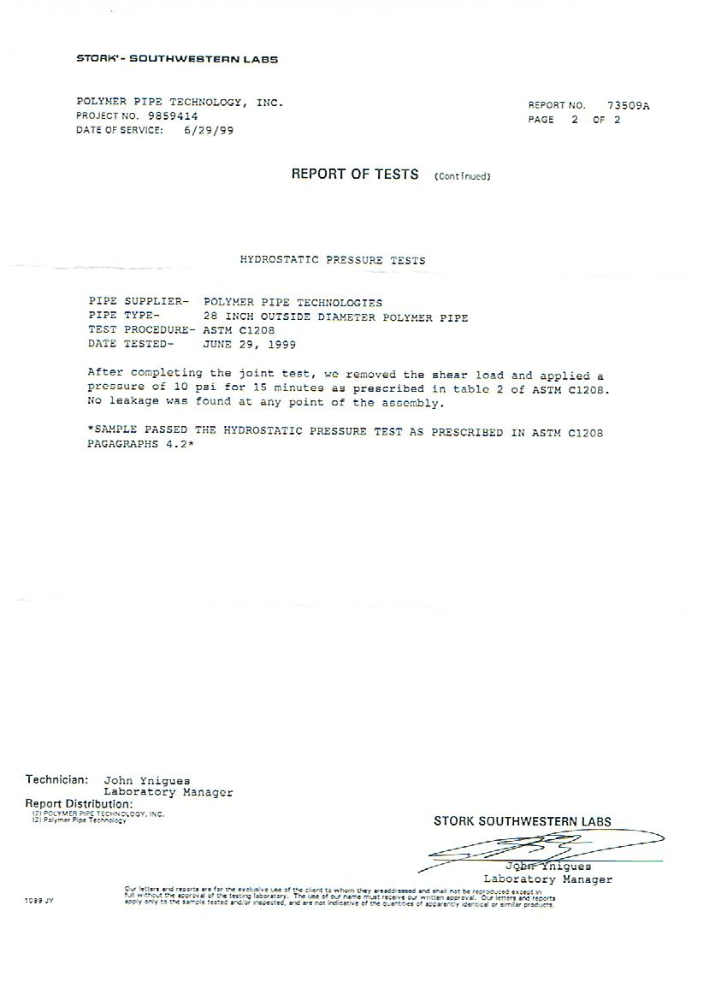 STORK®- SOUTHWESTERN LABS
POLYMER PIPE TECHNOLOGY, INC.
PROJECT NO. 9859414
DATE OF SERVICE: 6/29/99
REPORT NO. 73509A
PAGE 2 OF 2
REPORT OF TESTS (Continued)
HYDROSTATIC PRESSURE TESTS
PIPE SUPPLIER- POLYMER PIPE TECHNOLOGIES
PIPE TYPE- 28 INCH OUTSIDE DIAMETER POLYMER PIPE
TEST PROCEDURE- ASTM C1208
DATE TESTED- JUNE 29, 1999
After completing the joint test, we removed the shear load and applied a
pressure of 10 psi for 15 minutes as prescribed in table 2 of ASTM C1208.
No leakage was found at any point of the assembly.
*SAMPLE PASSED THE HYDROSTATIC PRESSURE TEST AS PRESCRIBED IN ASTM C1208
PAGAGRAPHS 4.2*
Technician: John Ynigues
Laboratory Manager
Report Distribution:
(2) POLYMER PIPE TECHNOLOGY, INC.
(2) Polymer Pipe Technology
STORK SOUTHWESTERN LABS
John Ynigues
Laboratory Manager
1099 JY
Our letters and reports are for the exclusive use of the client to whom they areaddressed and shall not be reproduced except in
full without the approval of the testing laboratory. The use of our name must receive our written approval. Our letters and reports
apply only to the sample tested and/or inspected, and are not indicative of the quantities of apparently identical or similar products.